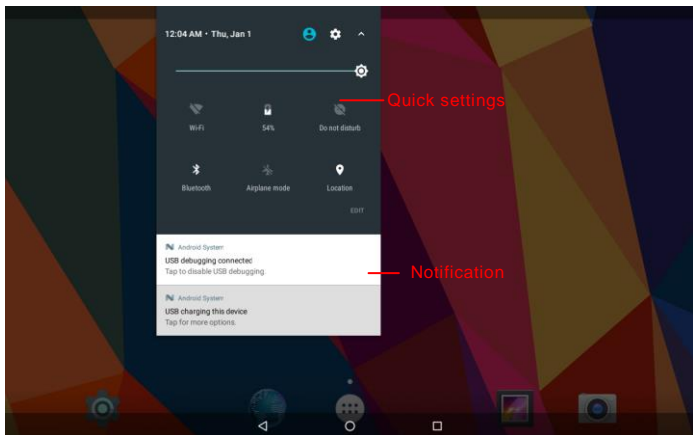 12:04 AM • Thu, Jan 1
Quick settings
Wi-Fi
54%
Do not disturb
Bluetooth
Airplane mode
Location
EDIT
Android System
USB debugging connected
Tap to disable USB debugging.
Notification
Android System
USB charging this device
Tap for more options.